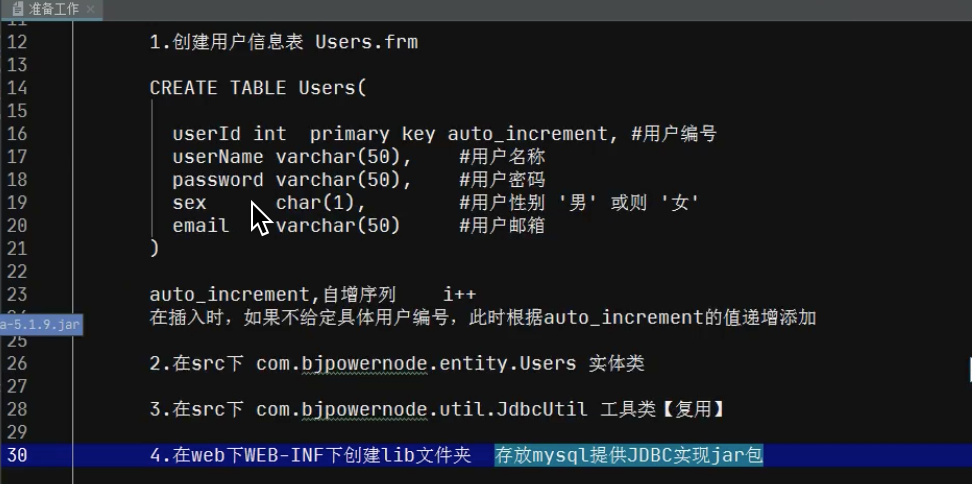 准备工作
12 1.创建用户信息表 Users.frm
13
14 CREATE TABLE Users(
15
16 userId int primary key auto_increment, #用户编号
17 userName varchar(50), #用户名称
18 password varchar(50), #用户密码
19 sex char(1), #用户性别 '男' 或则 '女'
20 email varchar(50) #用户邮箱
21 )
22
23 auto_increment,自增序列 i++
在插入时，如果不给定具体用户编号，此时根据auto_increment的值递增添加
a-5.1.9.jar
25
26 2.在src下 com.bjpowernode.entity.Users 实体类
27
28 3.在src下 com.bjpowernode.util.JdbcUtil 工具类【复用】
29
30 4.在web下WEB-INF下创建lib文件夹 存放mysql提供JDBC实现jar包